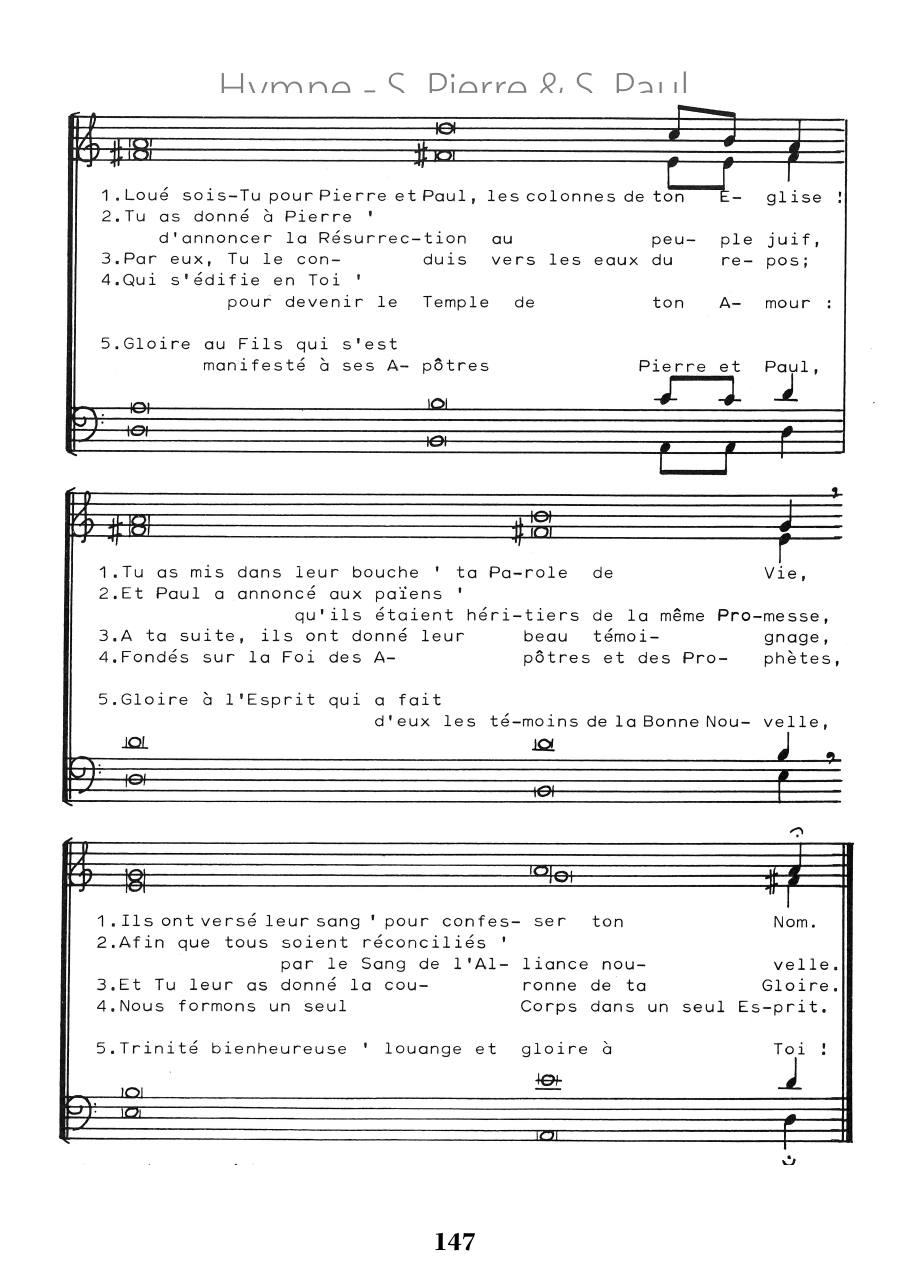 Hymne - S. Pierre & S. Paul
1.Loué sois-Tu pour Pierre et Paul, les colonnes de ton E- glise !
2.Tu as donné à Pierre '
d'annoncer la Résurrec-tion au peu- ple juif,
3.Par eux, Tu le con- duis vers les eaux du re- pos;
4.Qui s'édifie en Toi '
pour devenir le Temple de ton A- mour :
5.Gloire au Fils qui s'est
manifesté à ses A- pôtres Pierre et Paul,
1.Tu as mis dans leur bouche ' ta Pa-role de Vie,
2.Et Paul a annoncé aux païens '
qu'ils étaient héri-tiers de la même Pro-messe,
3.A ta suite, ils ont donné leur beau témoi- gnage,
4.Fondés sur la Foi des A- pôtres et des Pro- phètes,
5.Gloire à l'Esprit qui a fait
d'eux les té-moins de la Bonne Nou- velle,
1.Ils ont versé leur sang ' pour confes- ser ton Nom.
2.Afin que tous soient réconciliés '
par le Sang de l'Al- liance nou- velle.
3.Et Tu leur as donné la cou- ronne de ta Gloire.
4.Nous formons un seul Corps dans un seul Es-prit.
5.Trinité bienheureuse ' louange et gloire à Toi !
147